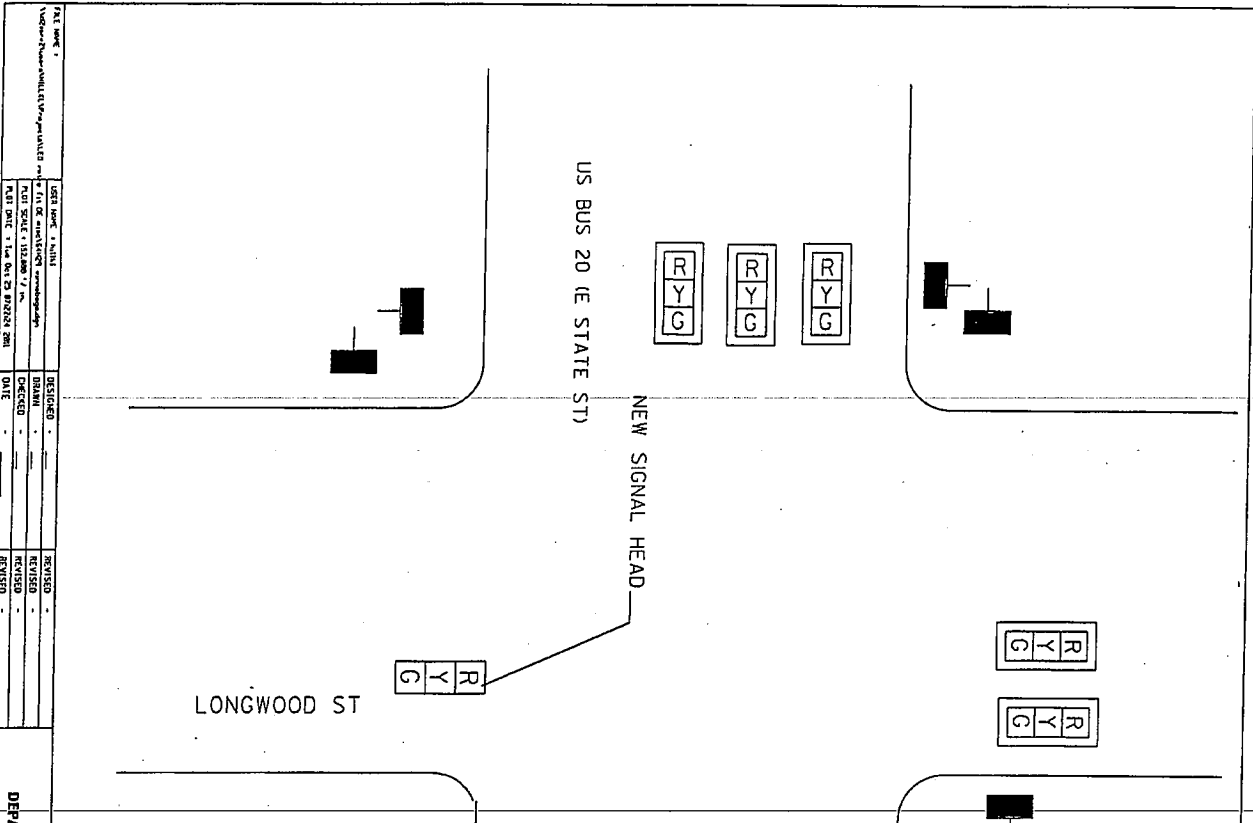 US BUS 20 (E STATE ST)
NEW SIGNAL HEAD
LONGWOOD ST
R Y G
R Y G
R Y G
R Y G
R Y G
R Y G
FILE NAME :
USER NAME :
PLOT SCALE :
PLOT DATE :
DESIGNED -
DRAWN -
CHECKED -
DATE -
REVISED -
REVISED -
REVISED -
REVISED -